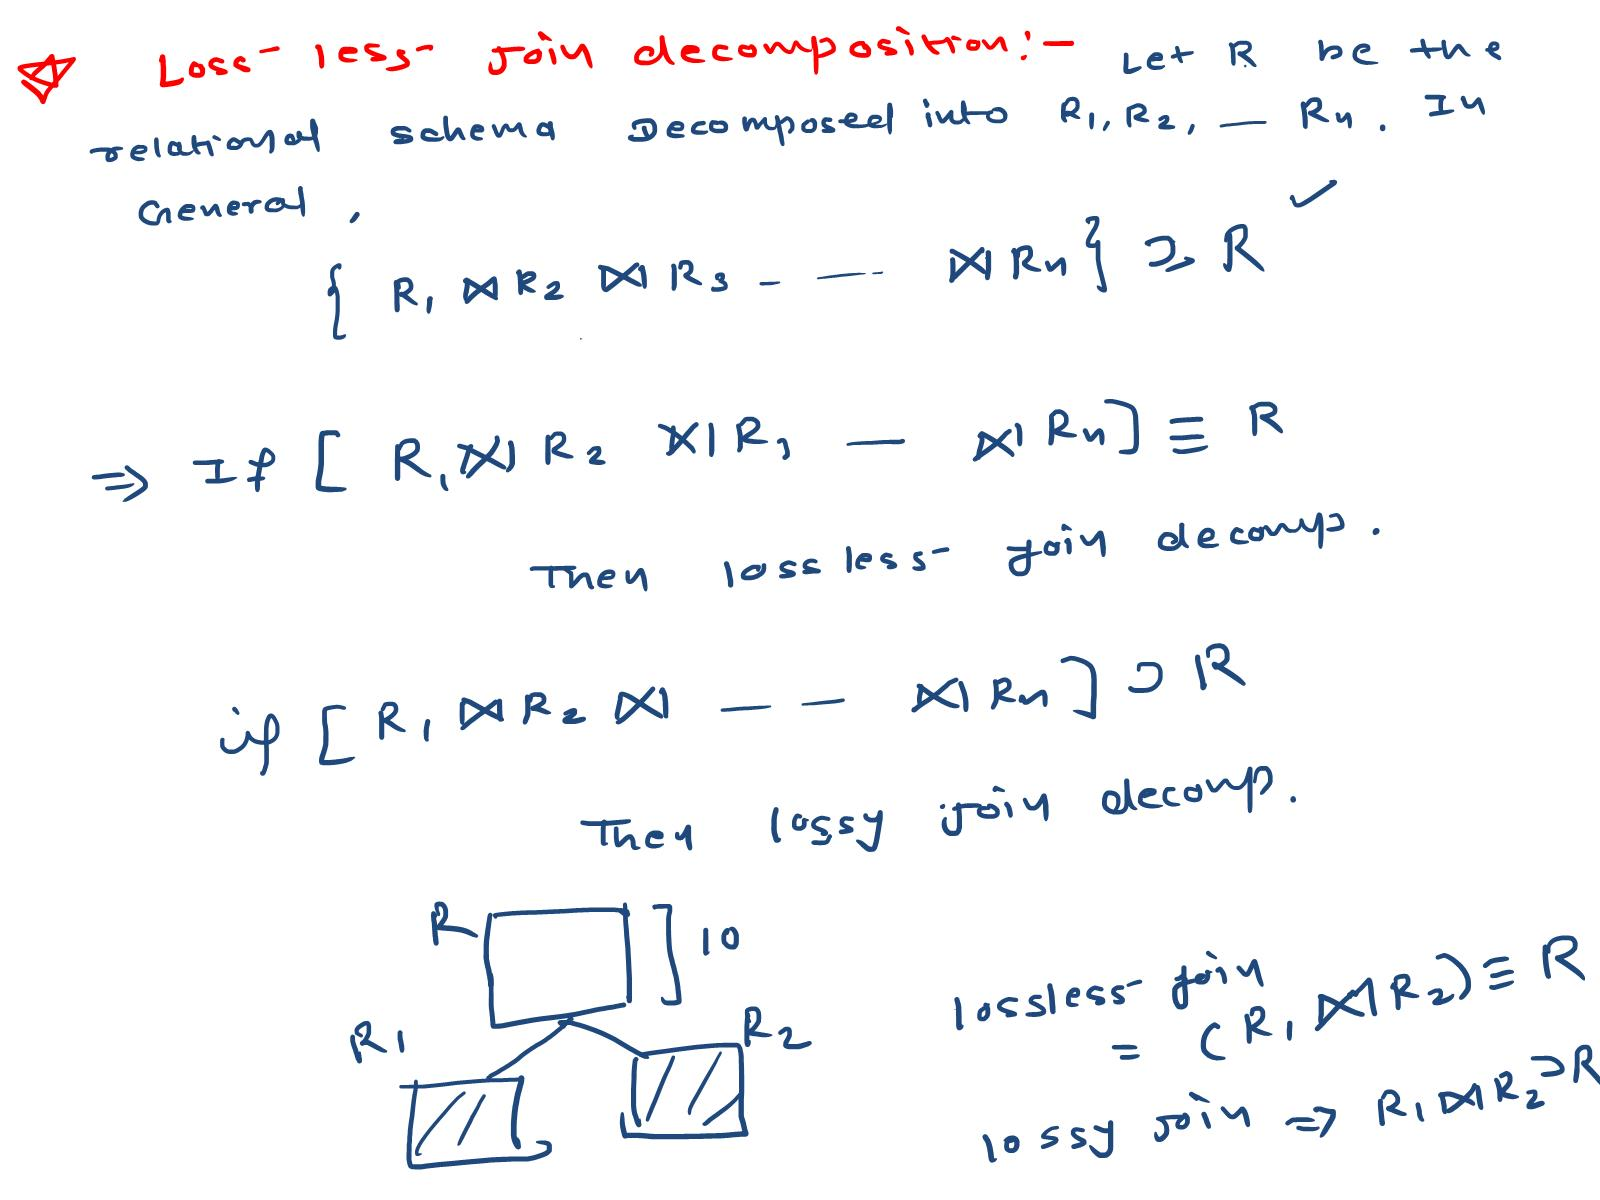 Loss-less- Join decomposition:- Let R be the
relational schema Decomposed into R1, R2, — Rn. In
General,
{ R1 ⋈ R2 ⋈ R3 - — - ⋈ Rn } ⊇ R ✓
⇒ If [ R1 ⋈ R2 ⋈ R3 — ⋈ Rn ] ≡ R
Then lossless- join decomp.
if [ R1 ⋈ R2 ⋈ - - - ⋈ Rn ] ⊃ R
Then lossy join decomp.
R ] 10
R1 R2
lossless- join
= ( R1 ⋈ R2 ) ≡ R
lossy join ⇒ R1 ⋈ R2 ⊃ R